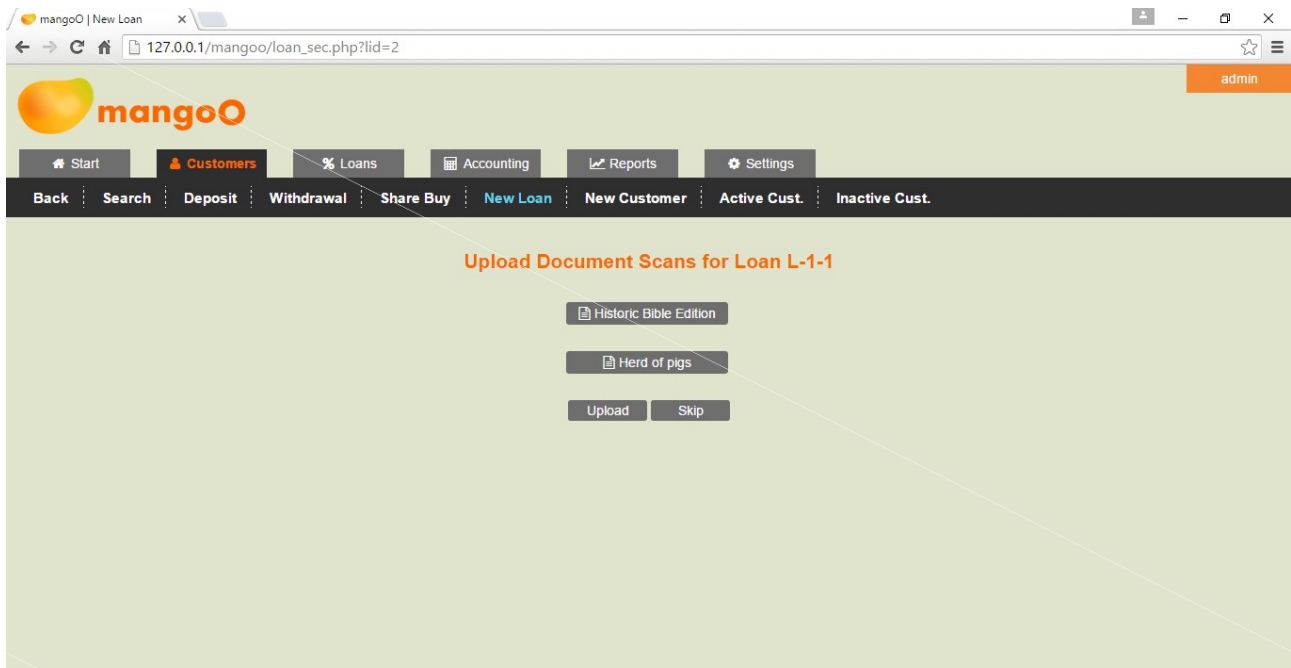 mangoO | New Loan
127.0.0.1/mangoo/loan_sec.php?lid=2
admin
mangoO
Start Customers % Loans Accounting Reports Settings
Back Search Deposit Withdrawal Share Buy New Loan New Customer Active Cust. Inactive Cust.
Upload Document Scans for Loan L-1-1
Historic Bible Edition
Herd of pigs
Upload Skip